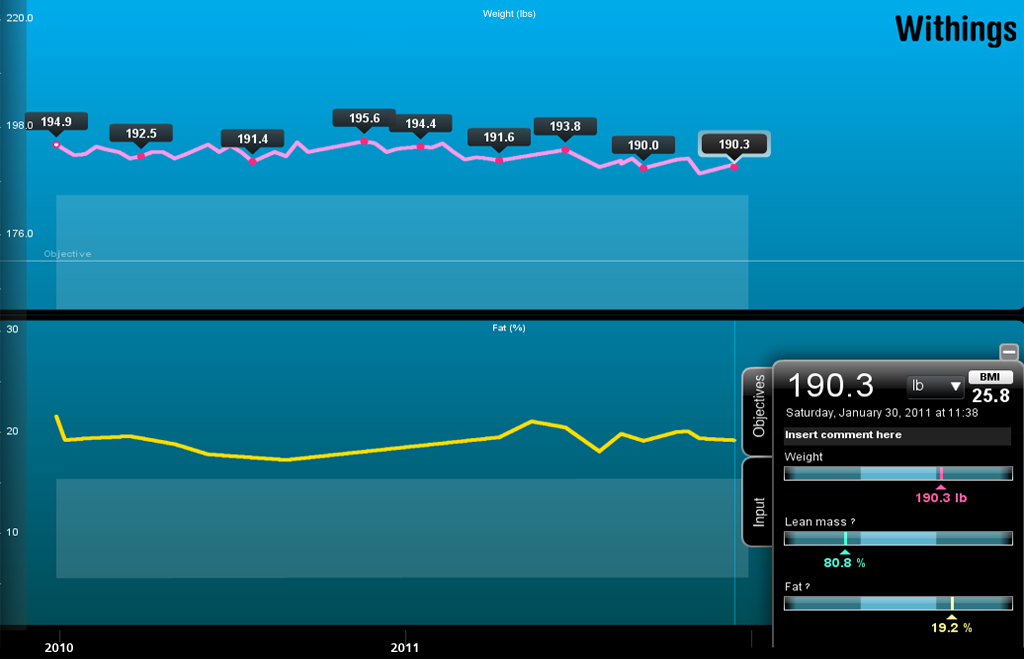 Weight (lbs)
220.0
Withings
198.0
194.9
192.5
191.4
195.6
194.4
191.6
193.8
190.0
190.3
176.0
Objective
Fat (%)
30
20
10
Objectives
Input
190.3
lb
BMI
25.8
Saturday, January 30, 2011 at 11:38
Insert comment here
Weight
190.3 lb
Lean mass ?
80.8 %
Fat ?
19.2 %
2010
2011